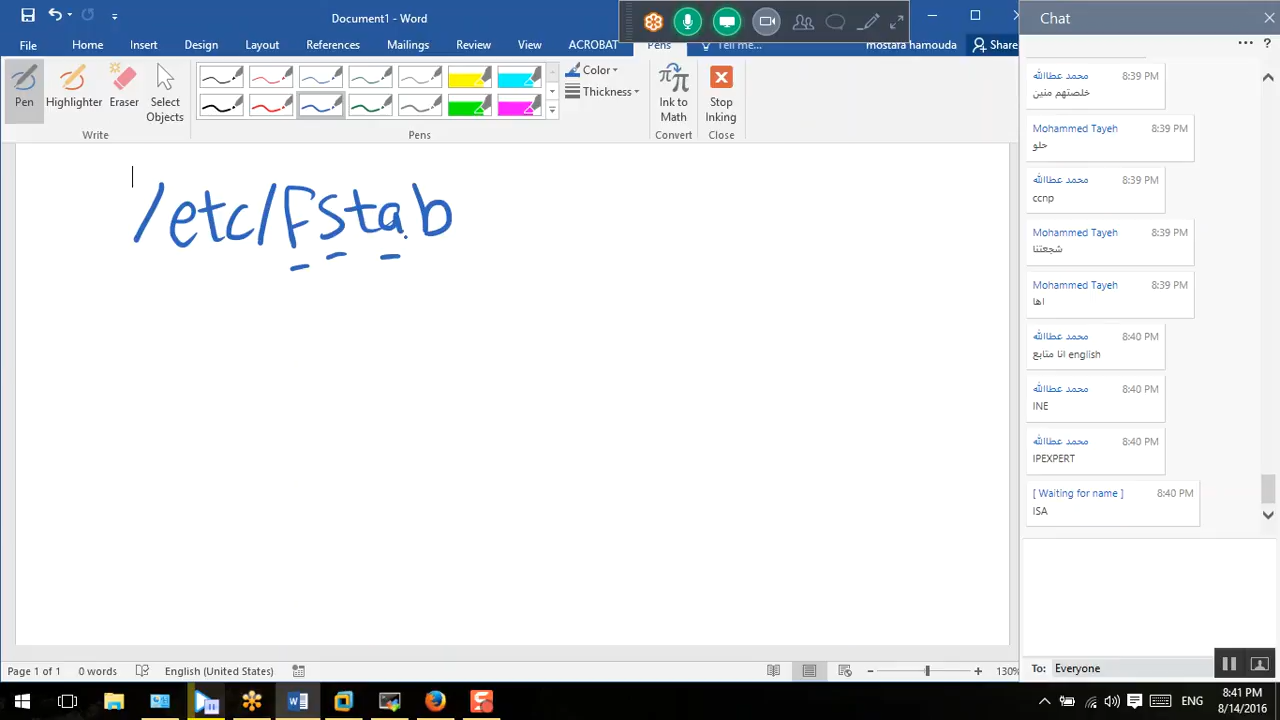 Document1 - Word
File
Home
Insert
Design
Layout
References
Mailings
Review
View
ACROBAT
Pens
Tell me...
mostafa hamouda
Share
Pen
Highlighter
Eraser
Select Objects
Color
Thickness
Ink to Math
Stop Inking
Write
Pens
Convert
Close
/etc/Fstab
Page 1 of 1
0 words
English (United States)
130%
Chat
?
محمد عطاالله 8:39 PM
خلصتهم منين
Mohammed Tayeh 8:39 PM
حلو
محمد عطاالله 8:39 PM
ccnp
Mohammed Tayeh 8:39 PM
شجعتنا
Mohammed Tayeh 8:39 PM
اها
محمد عطاالله 8:40 PM
انا متابع english
محمد عطاالله 8:40 PM
INE
محمد عطاالله 8:40 PM
IPEXPERT
[ Waiting for name ] 8:40 PM
ISA
To: Everyone
ENG
8:41 PM
8/14/2016